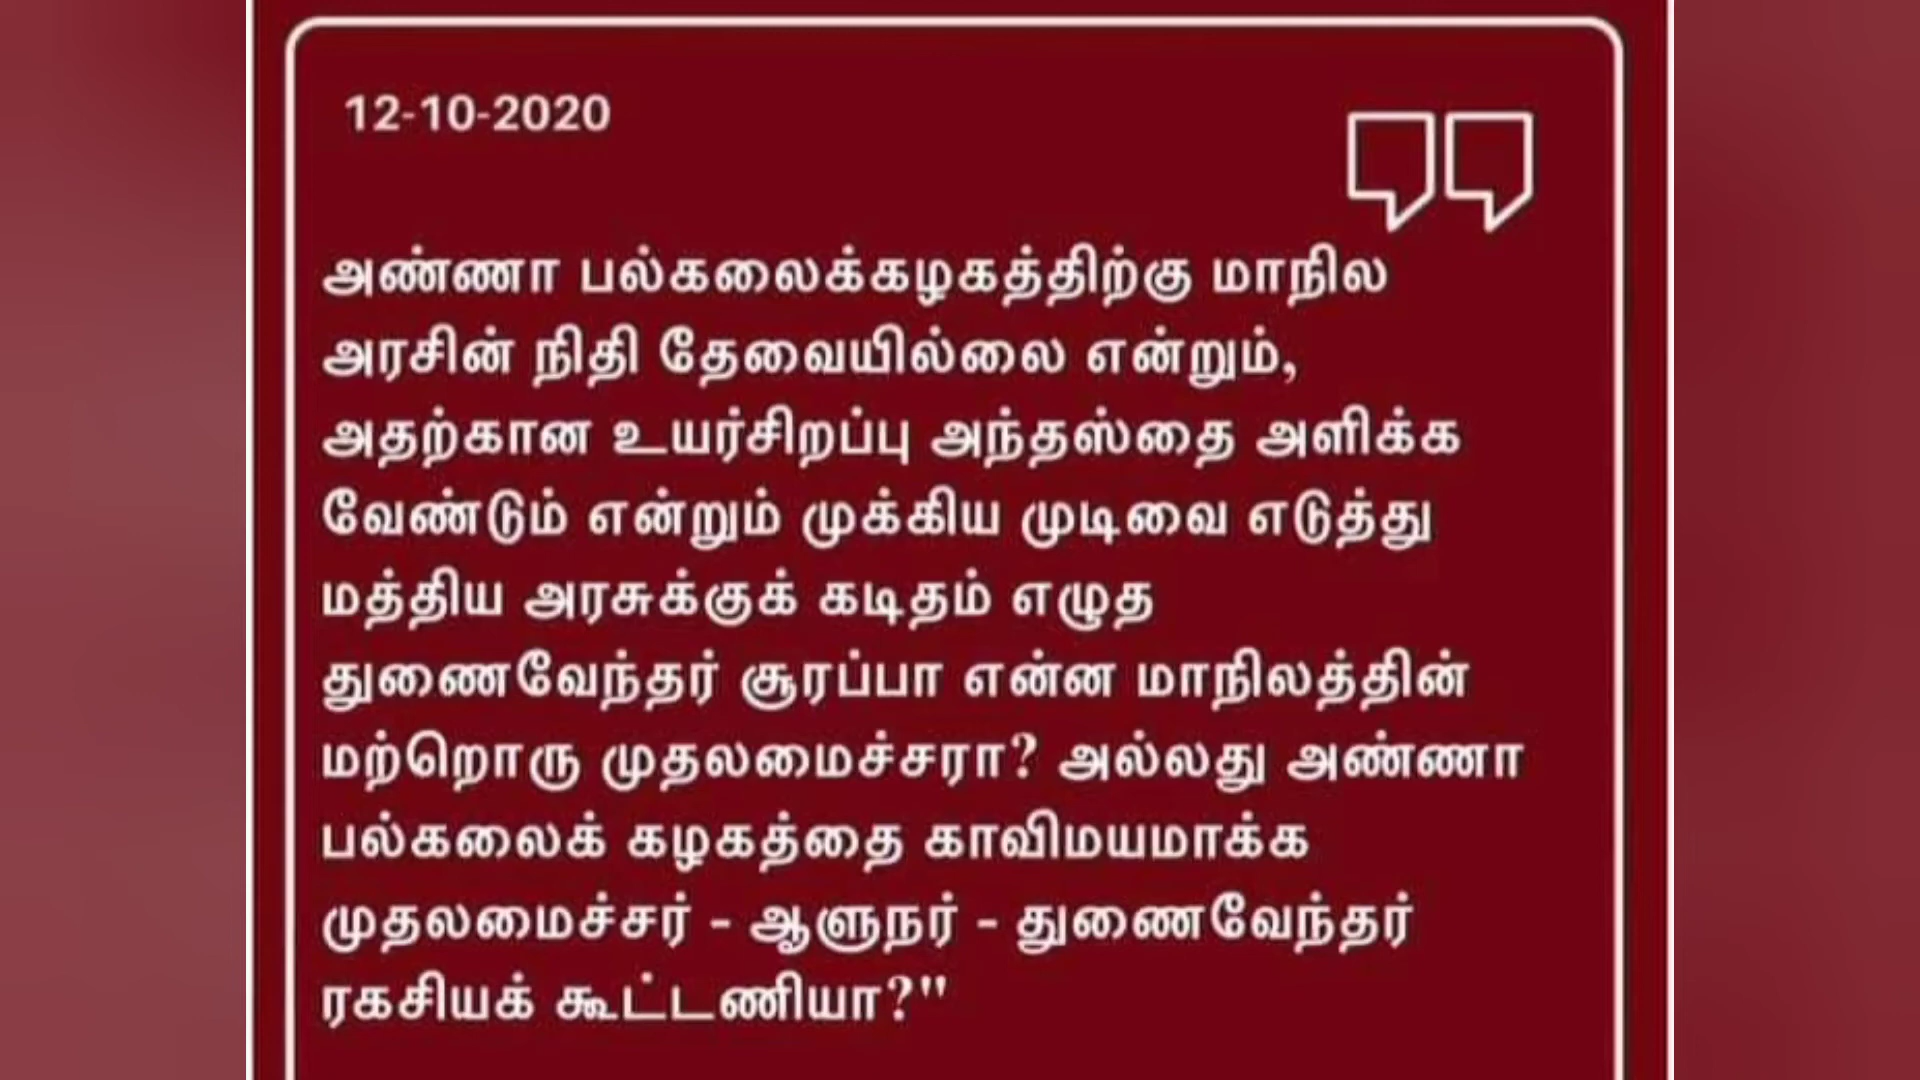 12-10-2020
அண்ணா பல்கலைக்கழகத்திற்கு மாநில
அரசின் நிதி தேவையில்லை என்றும்,
அதற்கான உயர்சிறப்பு அந்தஸ்தை அளிக்க
வேண்டும் என்றும் முக்கிய முடிவை எடுத்து
மத்திய அரசுக்குக் கடிதம் எழுத
துணைவேந்தர் சூரப்பா என்ன மாநிலத்தின்
மற்றொரு முதலமைச்சரா? அல்லது அண்ணா
பல்கலைக் கழகத்தை காவிமயமாக்க
முதலமைச்சர் - ஆளுநர் - துணைவேந்தர்
ரகசியக் கூட்டணியா?"